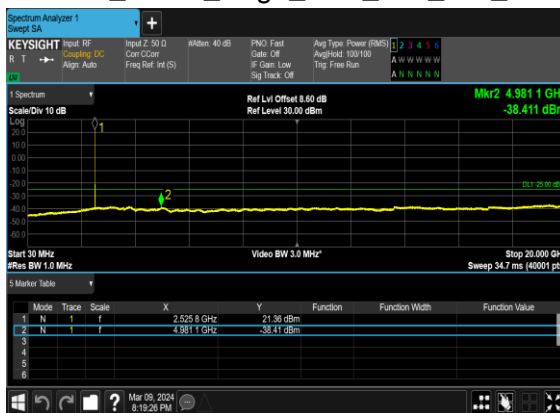 Spectrum Analyzer 1
Swept SA
KEYSIGHT
R T
LU
Input: RF
Coupling: DC
Align: Auto
Input Z: 50 Ω
Corr CCorr
Freq Ref: Int (S)
#Atten: 40 dB
PNO: Fast
Gate: Off
IF Gain: Low
Sig Track: Off
Avg Type: Power (RMS)
Avg|Hold: 100/100
Trig: Free Run
1 2 3 4 5 6
A W W W W W
A N N N N N
1 Spectrum
Scale/Div 10 dB
Log
Ref Lvl Offset 8.60 dB
Ref Level 30.00 dBm
Mkr2 4.981 1 GH
-38.411 dBr
20.0
10.0
0.00
-10.0
-20.0
-30.0
-40.0
-50.0
-60.0
1
2
DL1 -25.00 dB
Start 30 MHz
#Res BW 1.0 MHz
Video BW 3.0 MHz*
Stop 20.000 GH
Sweep 34.7 ms (40001 pt
5 Marker Table
Mode Trace Scale X Y Function Function Width Function Value
1 N 1 f 2.525 8 GHz 21.36 dBm
2 N 1 f 4.981 1 GHz -38.41 dBm
3
4
5
6
?
Mar 09, 2024
8:19:26 PM